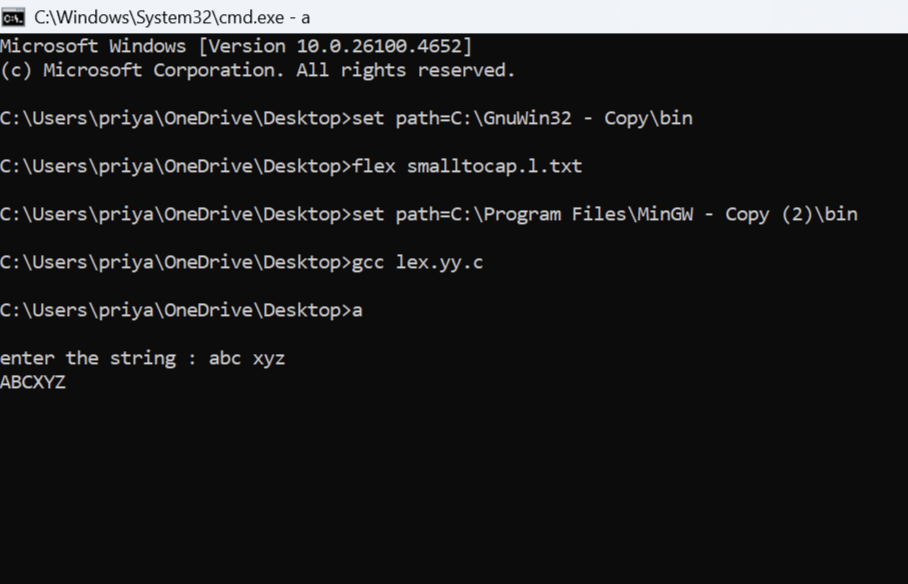 C:\Windows\System32\cmd.exe - a
Microsoft Windows [Version 10.0.26100.4652]
(c) Microsoft Corporation. All rights reserved.
C:\Users\priya\OneDrive\Desktop>set path=C:\GnuWin32 - Copy\bin
C:\Users\priya\OneDrive\Desktop>flex smalltocap.l.txt
C:\Users\priya\OneDrive\Desktop>set path=C:\Program Files\MinGW - Copy (2)\bin
C:\Users\priya\OneDrive\Desktop>gcc lex.yy.c
C:\Users\priya\OneDrive\Desktop>a
enter the string : abc xyz
ABCXYZ